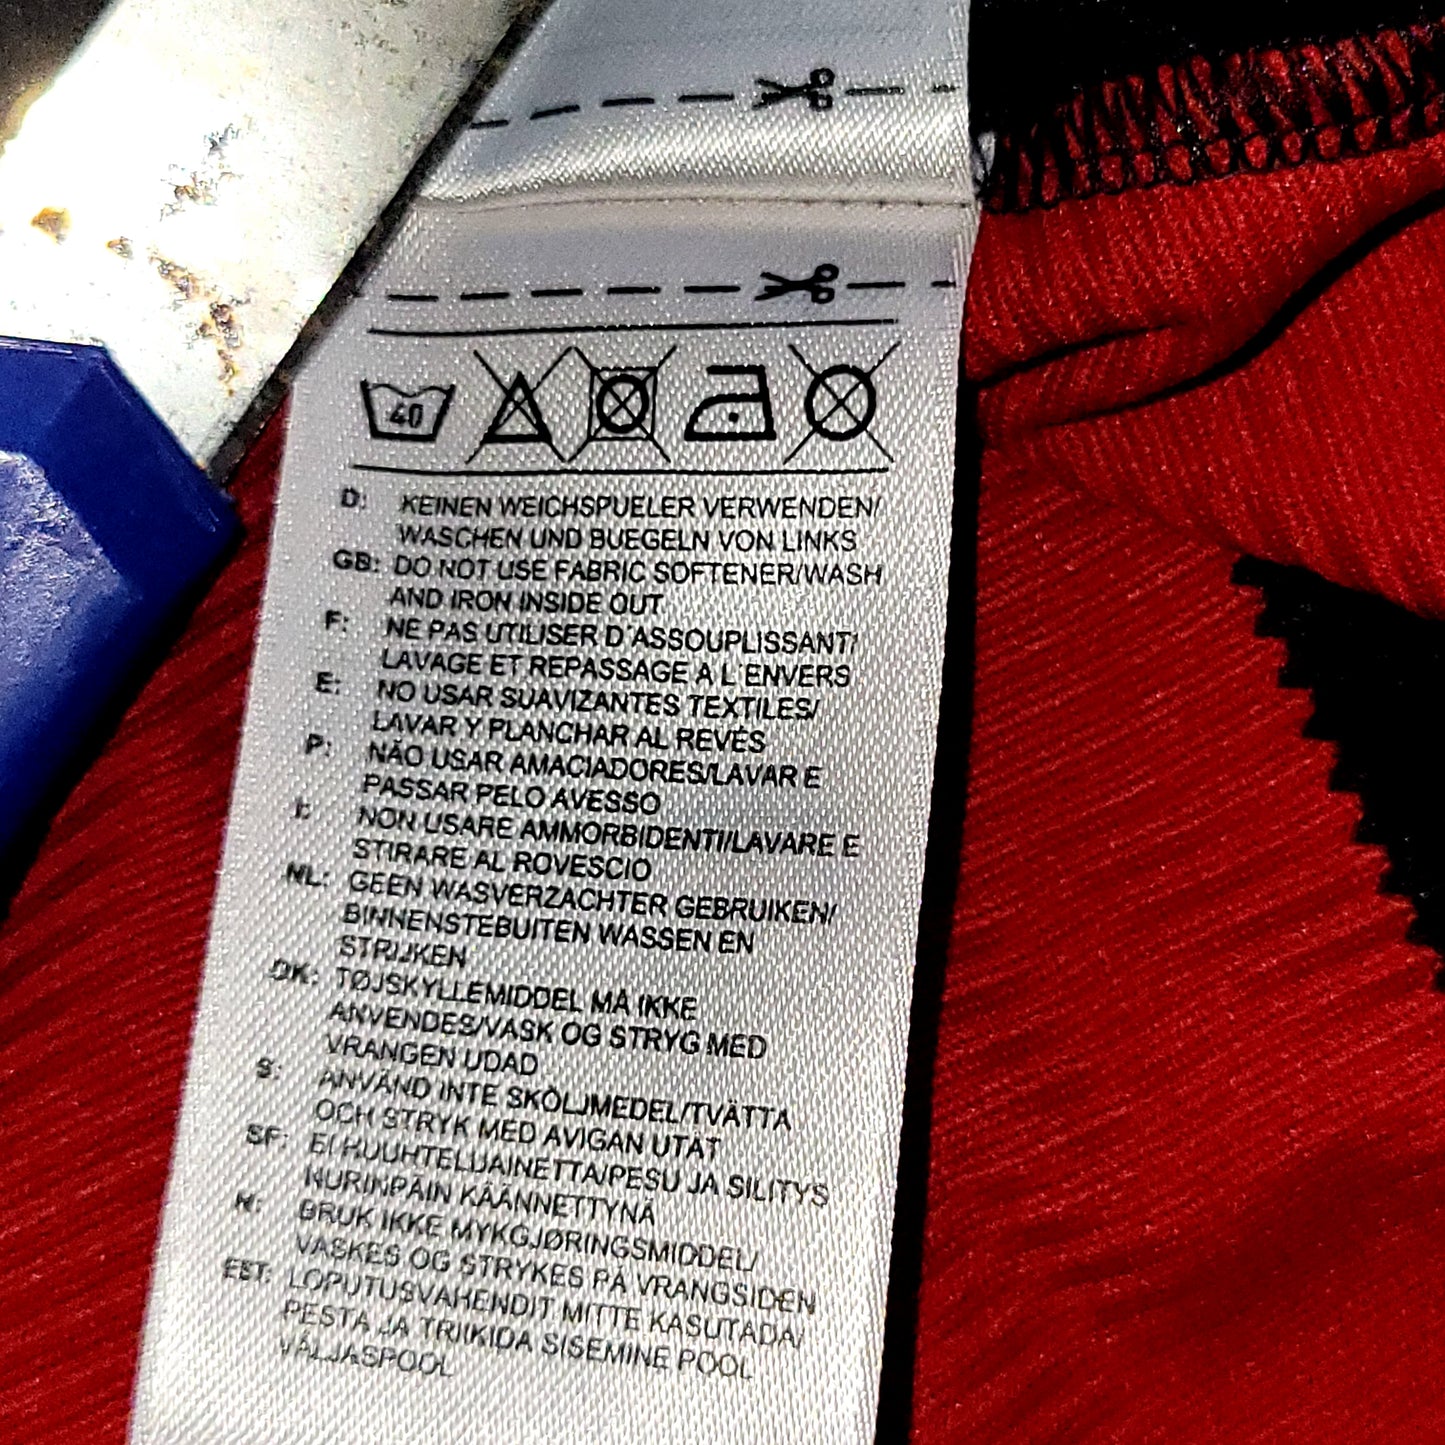 40
D: KEINEN WEICHSPUELER VERWENDEN/
WASCHEN UND BUEGELN VON LINKS
GB: DO NOT USE FABRIC SOFTENER/WASH
AND IRON INSIDE OUT
F: NE PAS UTILISER D'ASSOUPLISSANT/
LAVAGE ET REPASSAGE A L'ENVERS
E: NO USAR SUAVIZANTES TEXTILES/
LAVAR Y PLANCHAR AL REVÉS
P: NÃO USAR AMACIADORES/LAVAR E
PASSAR PELO AVESSO
I: NON USARE AMMORBIDENTI/LAVARE E
STIRARE AL ROVESCIO
NL: GEEN WASVERZACHTER GEBRUIKEN/
BINNENSTEBUITEN WASSEN EN
STRIJKEN
DK: TØJSKYLLEMIDDEL MÅ IKKE
ANVENDES/VASK OG STRYG MED
VRANGEN UDAD
S: ANVÄND INTE SKÖLJMEDEL/TVÄTTA
OCH STRYK MED AVIGAN UTÅT
SF: EI HUUHTELUAINETTA/PESU JA SILITYS
NURINPÄIN KÄÄNNETTYNÄ
N: BRUK IKKE MYKGJØRINGSMIDDEL/
VASKES OG STRYKES PÅ VRANGSIDEN
EST: LOPUTUSVAHENDIT MITTE KASUTADA/
PESTA JA TRIIKIDA SISEMINE POOL
VÄLJASPOOL